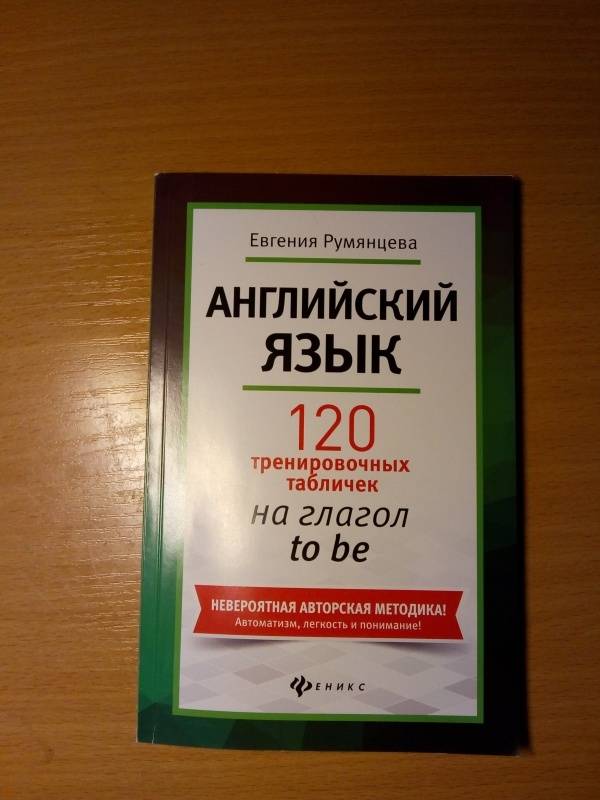 Евгения Румянцева
АНГЛИЙСКИЙ
ЯЗЫК
120
тренировочных
табличек
на глагол
to be
НЕВЕРОЯТНАЯ АВТОРСКАЯ МЕТОДИКА!
Автоматизм, легкость и понимание!
ФЕНИКС